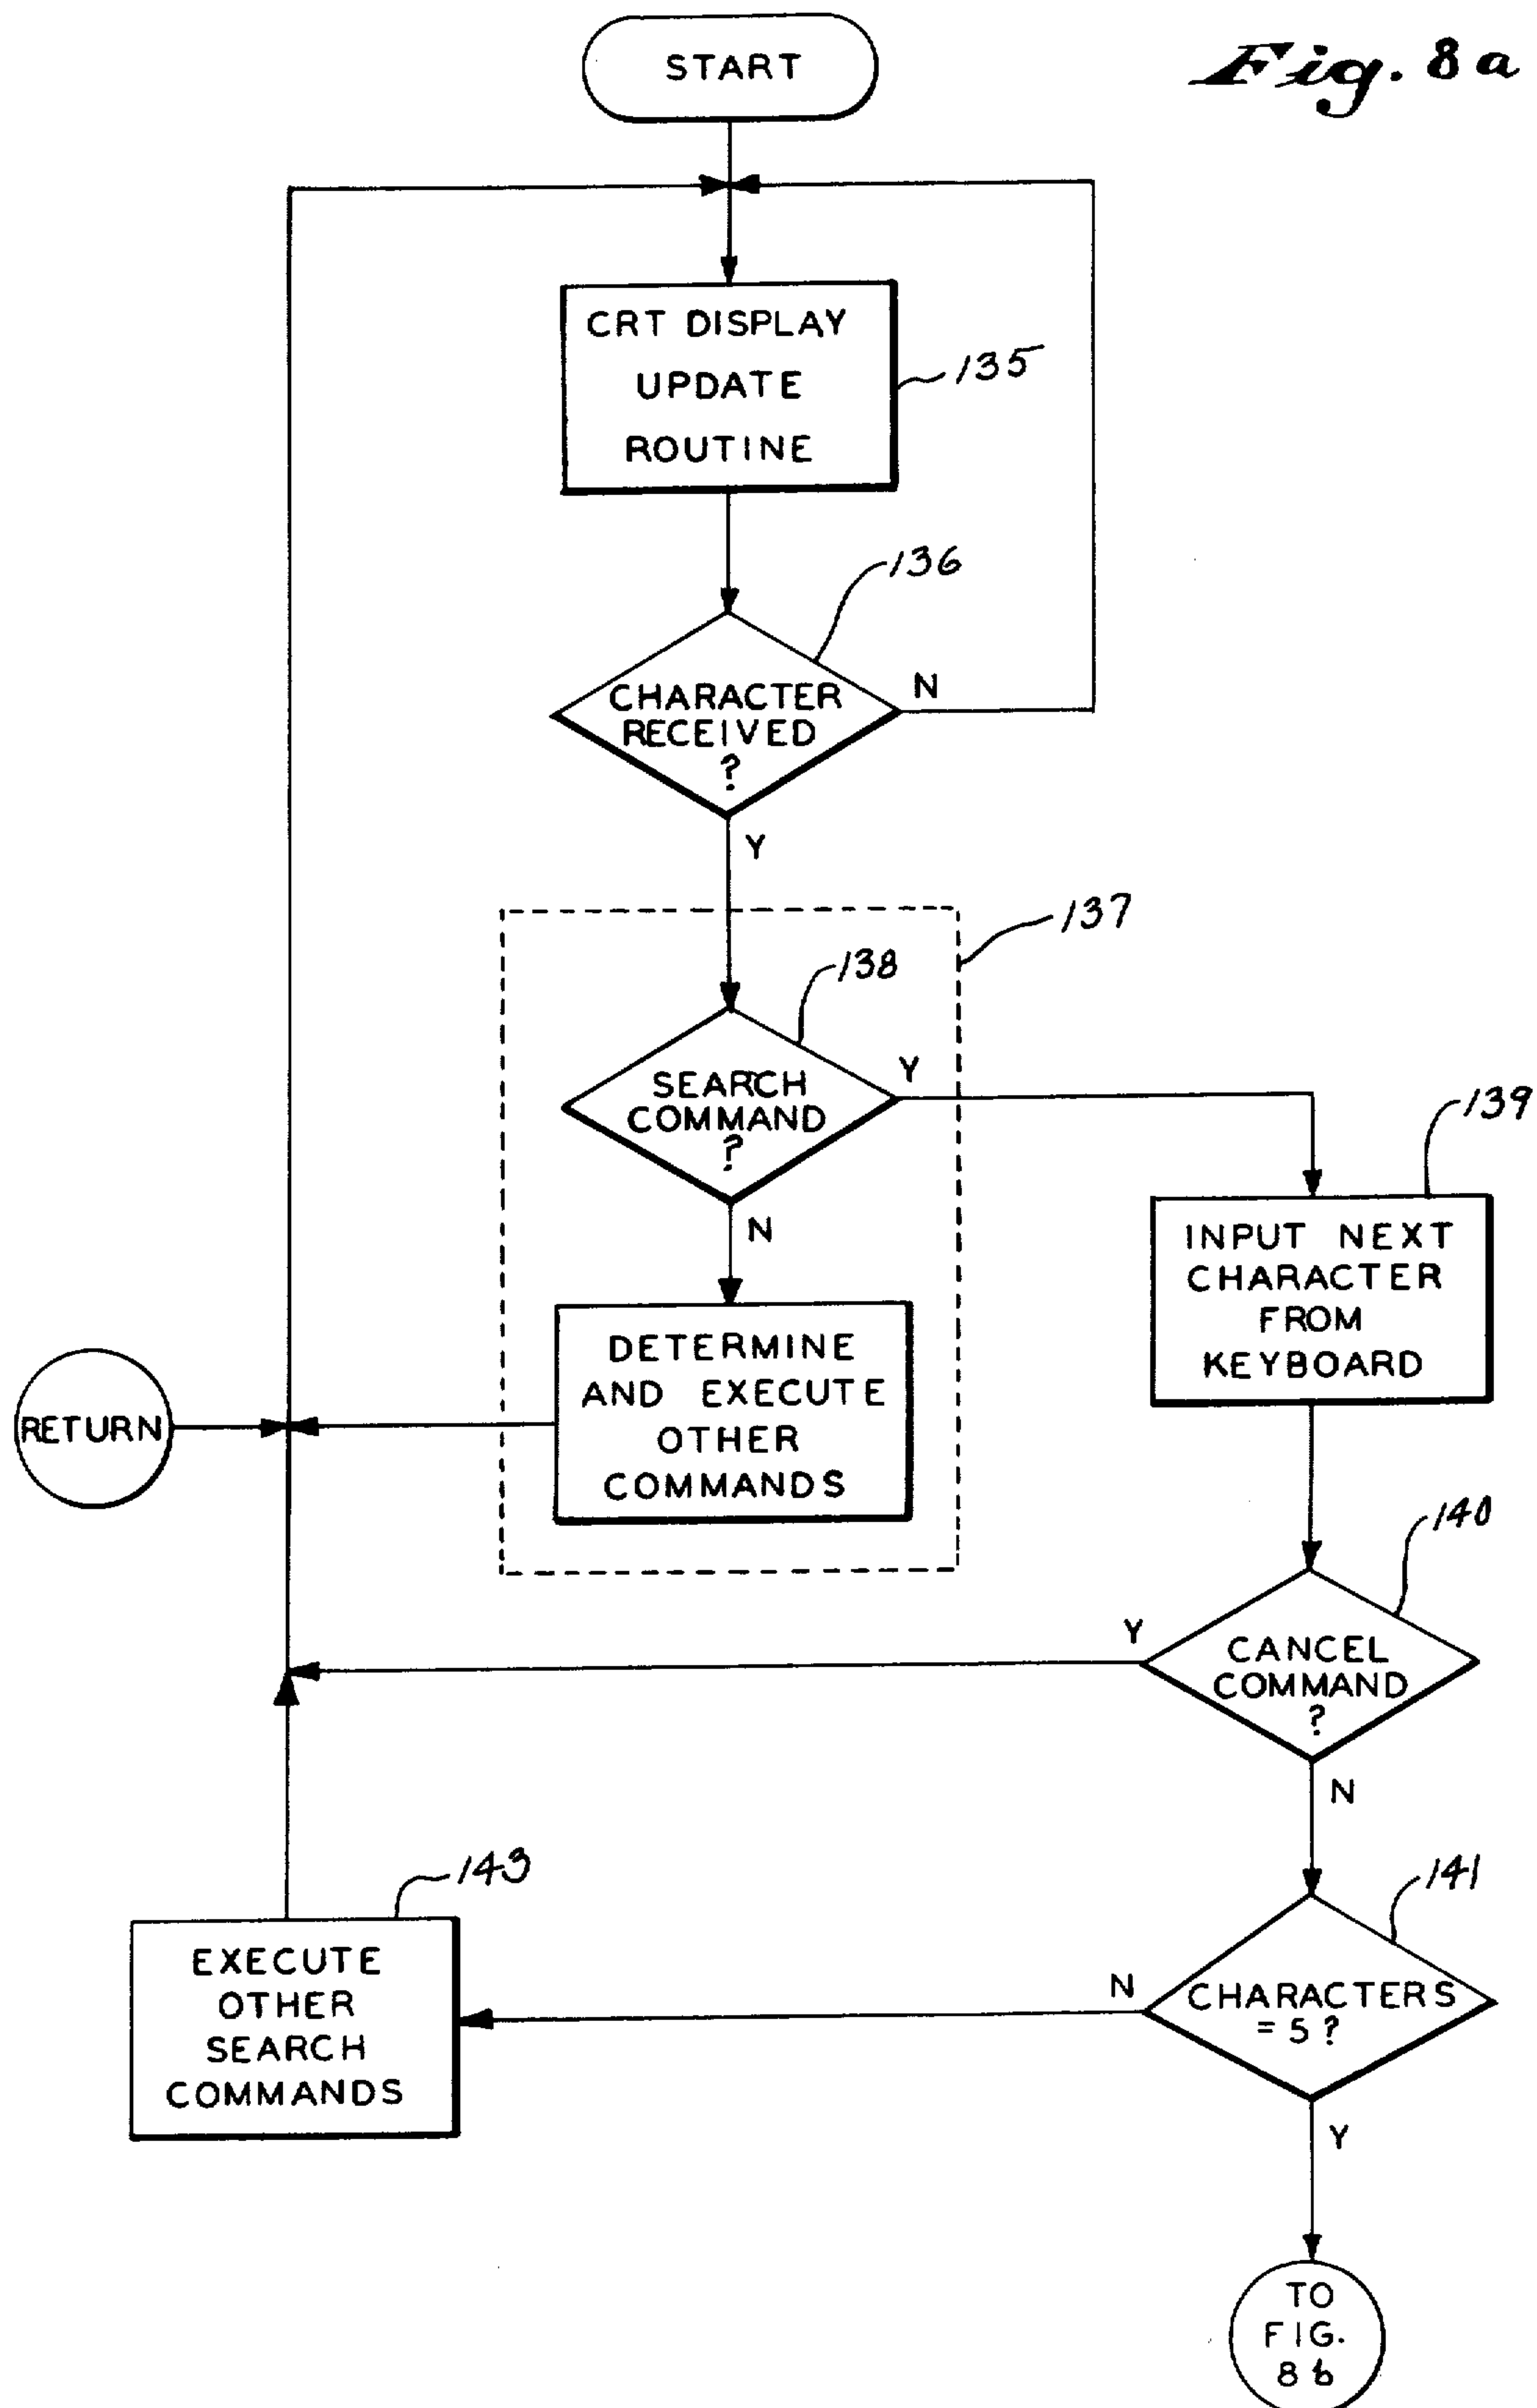 START
Fig. 8a
CRT DISPLAY
UPDATE
ROUTINE
135
136
CHARACTER
RECEIVED
?
N
Y
137
138
SEARCH
COMMAND
?
Y
N
139
INPUT NEXT
CHARACTER
FROM
KEYBOARD
DETERMINE
AND EXECUTE
OTHER
COMMANDS
RETURN
140
CANCEL
COMMAND
?
Y
N
141
CHARACTERS
= 5 ?
N
Y
143
EXECUTE
OTHER
SEARCH
COMMANDS
TO
FIG.
8b